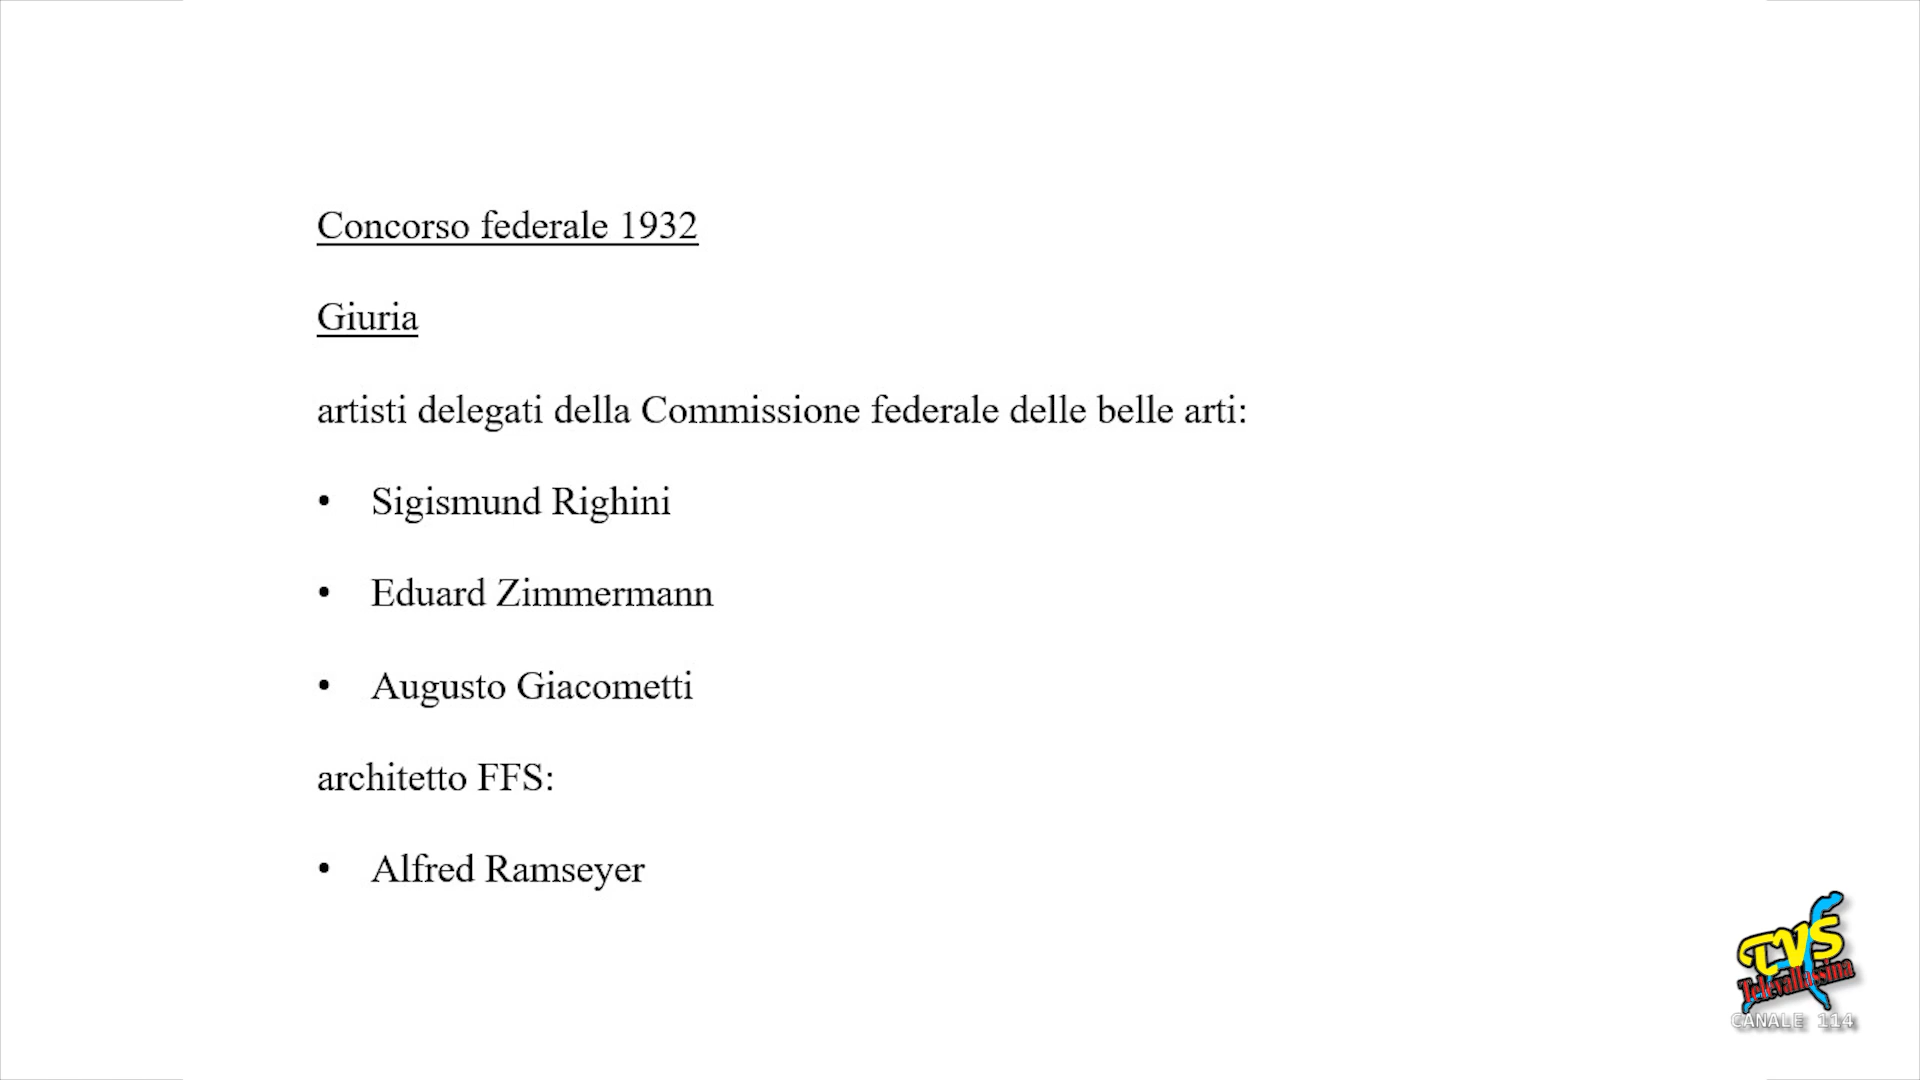 Concorso federale 1932
Giuria
artisti delegati della Commissione federale delle belle arti:
• Sigismund Righini
• Eduard Zimmermann
• Augusto Giacometti
architetto FFS:
• Alfred Ramseyer
TVS
Televallassina
CANALE 114